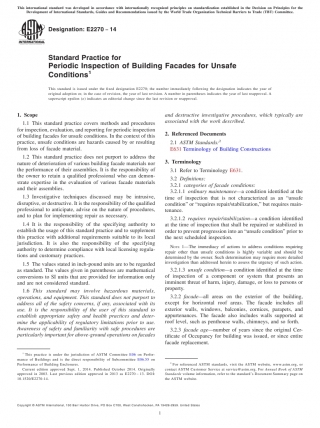 This international standard was developed in accordance with internationally recognized principles on standardization established in the Decision on Principles for the
Development of International Standards, Guides and Recommendations issued by the World Trade Organization Technical Barriers to Trade (TBT) Committee.
Designation: E2270 − 14
INTERNATIONAL
Standard Practice for
Periodic Inspection of Building Facades for Unsafe
Conditions¹
This standard is issued under the fixed designation E2270; the number immediately following the designation indicates the year of
original adoption or, in the case of revision, the year of last revision. A number in parentheses indicates the year of last reapproval. A
superscript epsilon (ε) indicates an editorial change since the last revision or reapproval.
1. Scope
1.1 This standard practice covers methods and procedures
for inspection, evaluation, and reporting for periodic inspection
of building facades for unsafe conditions. In the context of this
practice, unsafe conditions are hazards caused by or resulting
from loss of facade material.
1.2 This standard practice does not purport to address the
nature of deterioration of various building facade materials nor
the performance of their assemblies. It is the responsibility of
the owner to retain a qualified professional who can demon-
strate expertise in the evaluation of various facade materials
and their assemblies.
1.3 Investigative techniques discussed may be intrusive,
disruptive, or destructive. It is the responsibility of the qualified
professional to anticipate, advise on the nature of procedures,
and to plan for implementing repair as necessary.
1.4 It is the responsibility of the specifying authority to
establish the usage of this standard practice and to supplement
this practice with additional requirements suitable to its local
jurisdiction. It is also the responsibility of the specifying
authority to determine compliance with local licensing regula-
tions and customary practices.
1.5 The values stated in inch-pound units are to be regarded
as standard. The values given in parentheses are mathematical
conversions to SI units that are provided for information only
and are not considered standard.
1.6 This standard may involve hazardous materials,
operations, and equipment. This standard does not purport to
address all of the safety concerns, if any, associated with its
use. It is the responsibility of the user of this standard to
establish appropriate safety and health practices and deter-
mine the applicability of regulatory limitations prior to use.
Awareness of safety and familiarity with safe procedures are
particularly important for above-ground operations on facades
¹ This practice is under the jurisdiction of ASTM Committee E06 on Perfor-
mance of Buildings and is the direct responsibility of Subcommittee E06.55 on
Performance of Building Enclosures.
Current edition approved Sept. 1, 2014. Published October 2014. Originally
approved in 2003. Last previous edition approved in 2013 as E2270 – 13. DOI:
10.1520/E2270-14.
and destructive investigative procedures, which typically are
associated with the work described.
2. Referenced Documents
2.1 ASTM Standards:²
E631 Terminology of Building Constructions
3. Terminology
3.1 Refer to Terminology E631.
3.2 Definitions:
3.2.1 categories of facade conditions:
3.2.1.1 ordinary maintenance—a condition identified at the
time of inspection that is not characterized as an “unsafe
condition” or “requires repair/stabilization,” but requires main-
tenance.
3.2.1.2 requires repair/stabilization—a condition identified
at the time of inspection that shall be repaired or stabilized in
order to prevent progression into an “unsafe condition” prior to
the next scheduled inspection.
NOTE 1—The immediacy of actions to address conditions requiring
repair other than unsafe conditions is highly variable and should be
determined by the owner. Such determination may require more detailed
investigation than addressed herein to assess the urgency of such action.
3.2.1.3 unsafe condition—a condition identified at the time
of inspection of a component or system that presents an
imminent threat of harm, injury, damage, or loss to persons or
property.
3.2.2 facade—all areas on the exterior of the building,
except for horizontal roof areas. The facade includes all
exterior walls, windows, balconies, cornices, parapets, and
appurtenances. The facade also includes walls supported at
roof level, such as penthouse walls, chimneys, and so forth.
3.2.3 facade age—number of years since the original Cer-
tificate of Occupancy for building was issued, or since entire
facade replacement.
² For referenced ASTM standards, visit the ASTM website, www.astm.org, or
contact ASTM Customer Service at service@astm.org. For Annual Book of ASTM
Standards volume information, refer to the standard’s Document Summary page on
the ASTM website.
Copyright © ASTM International, 100 Barr Harbor Drive, PO Box C700, West Conshohocken, PA 19428-2959. United States
1